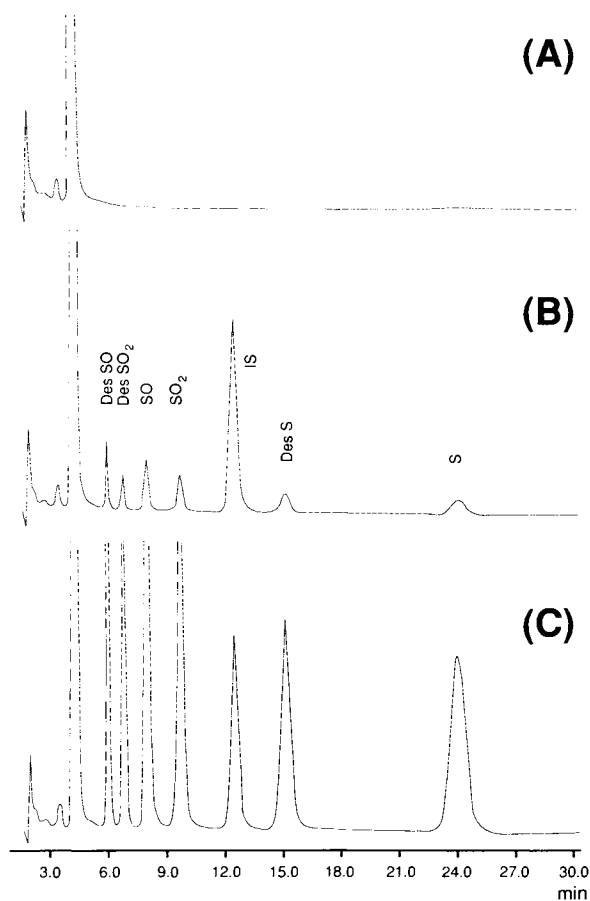 (A)
(B)
Des SO
Des SO₂
SO
SO₂
IS
Des S
S
(C)
3.0 6.0 9.0 12.0 15.0 18.0 21.0 24.0 27.0 30.0
min